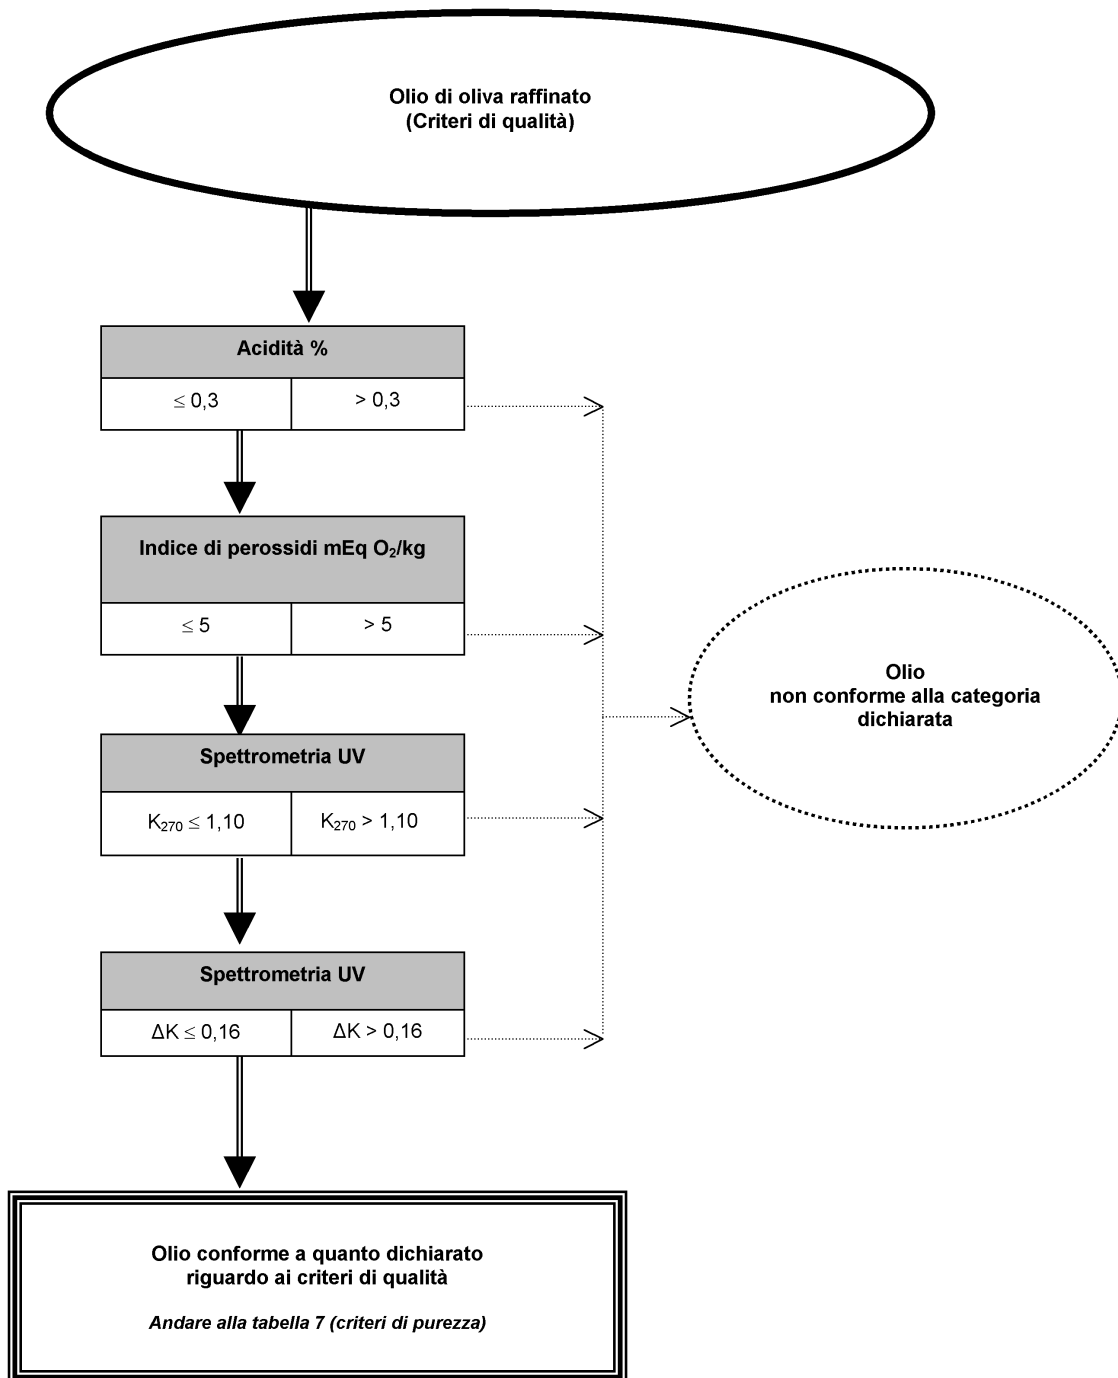 Olio di oliva raffinato
(Criteri di qualità)
Acidità %
≤ 0,3
> 0,3
Indice di perossidi mEq O₂/kg
≤ 5
> 5
Olio
non conforme alla categoria
dichiarata
Spettrometria UV
K₂₇₀ ≤ 1,10
K₂₇₀ > 1,10
Spettrometria UV
ΔK ≤ 0,16
ΔK > 0,16
Olio conforme a quanto dichiarato
riguardo ai criteri di qualità
Andare alla tabella 7 (criteri di purezza)